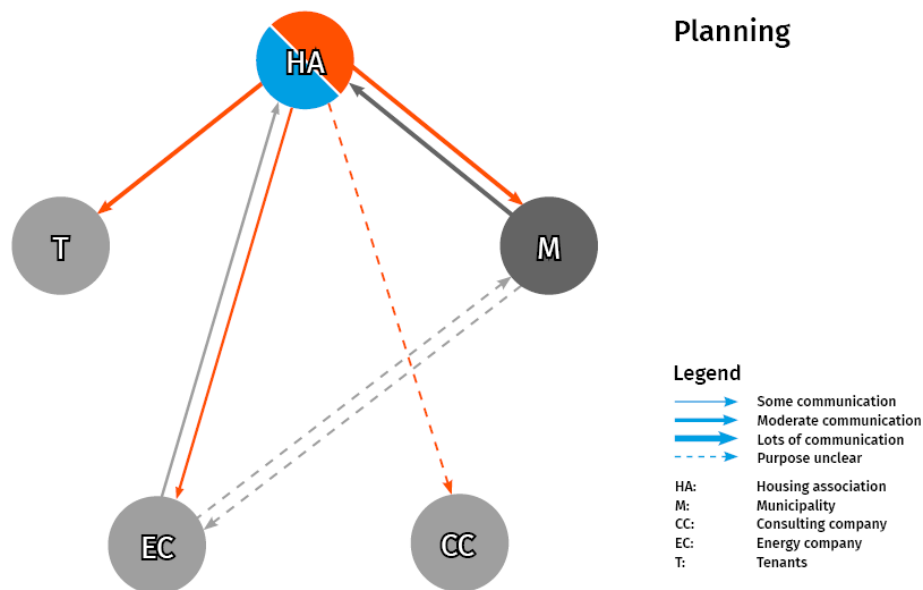 Planning
HA
T
M
EC
CC
Legend
Some communication
Moderate communication
Lots of communication
Purpose unclear
HA: Housing association
M: Municipality
CC: Consulting company
EC: Energy company
T: Tenants